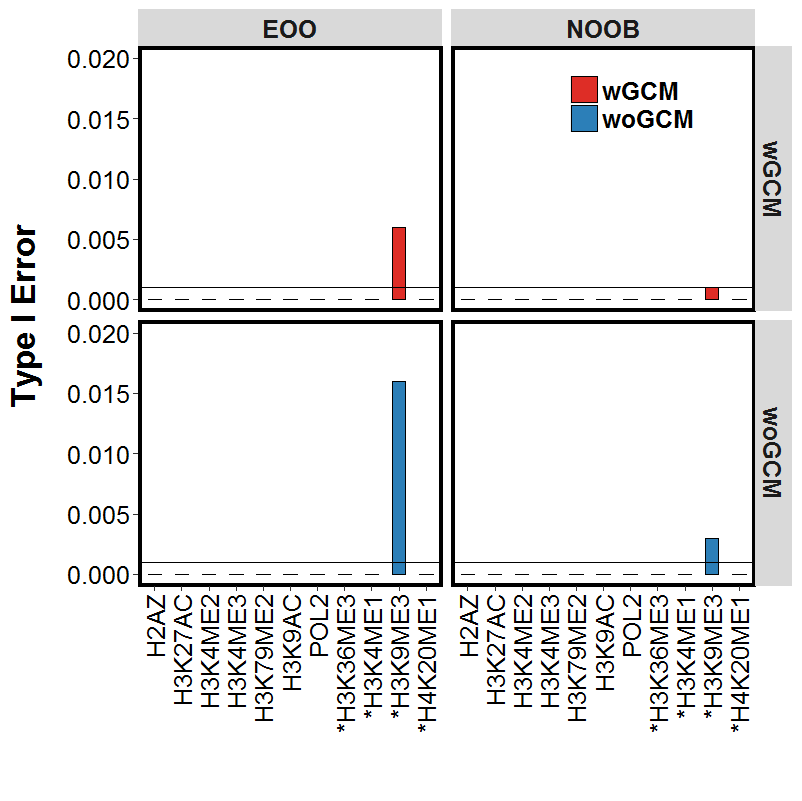 EOO
NOOB
Type I Error
0.020
0.015
0.010
0.005
0.000
wGCM
woGCM
wGCM
0.020
0.015
0.010
0.005
0.000
woGCM
H2AZ
H3K27AC
H3K4ME2
H3K4ME3
H3K79ME2
H3K9AC
POL2
*H3K36ME3
*H3K4ME1
*H3K9ME3
*H4K20ME1
H2AZ
H3K27AC
H3K4ME2
H3K4ME3
H3K79ME2
H3K9AC
POL2
*H3K36ME3
*H3K4ME1
*H3K9ME3
*H4K20ME1